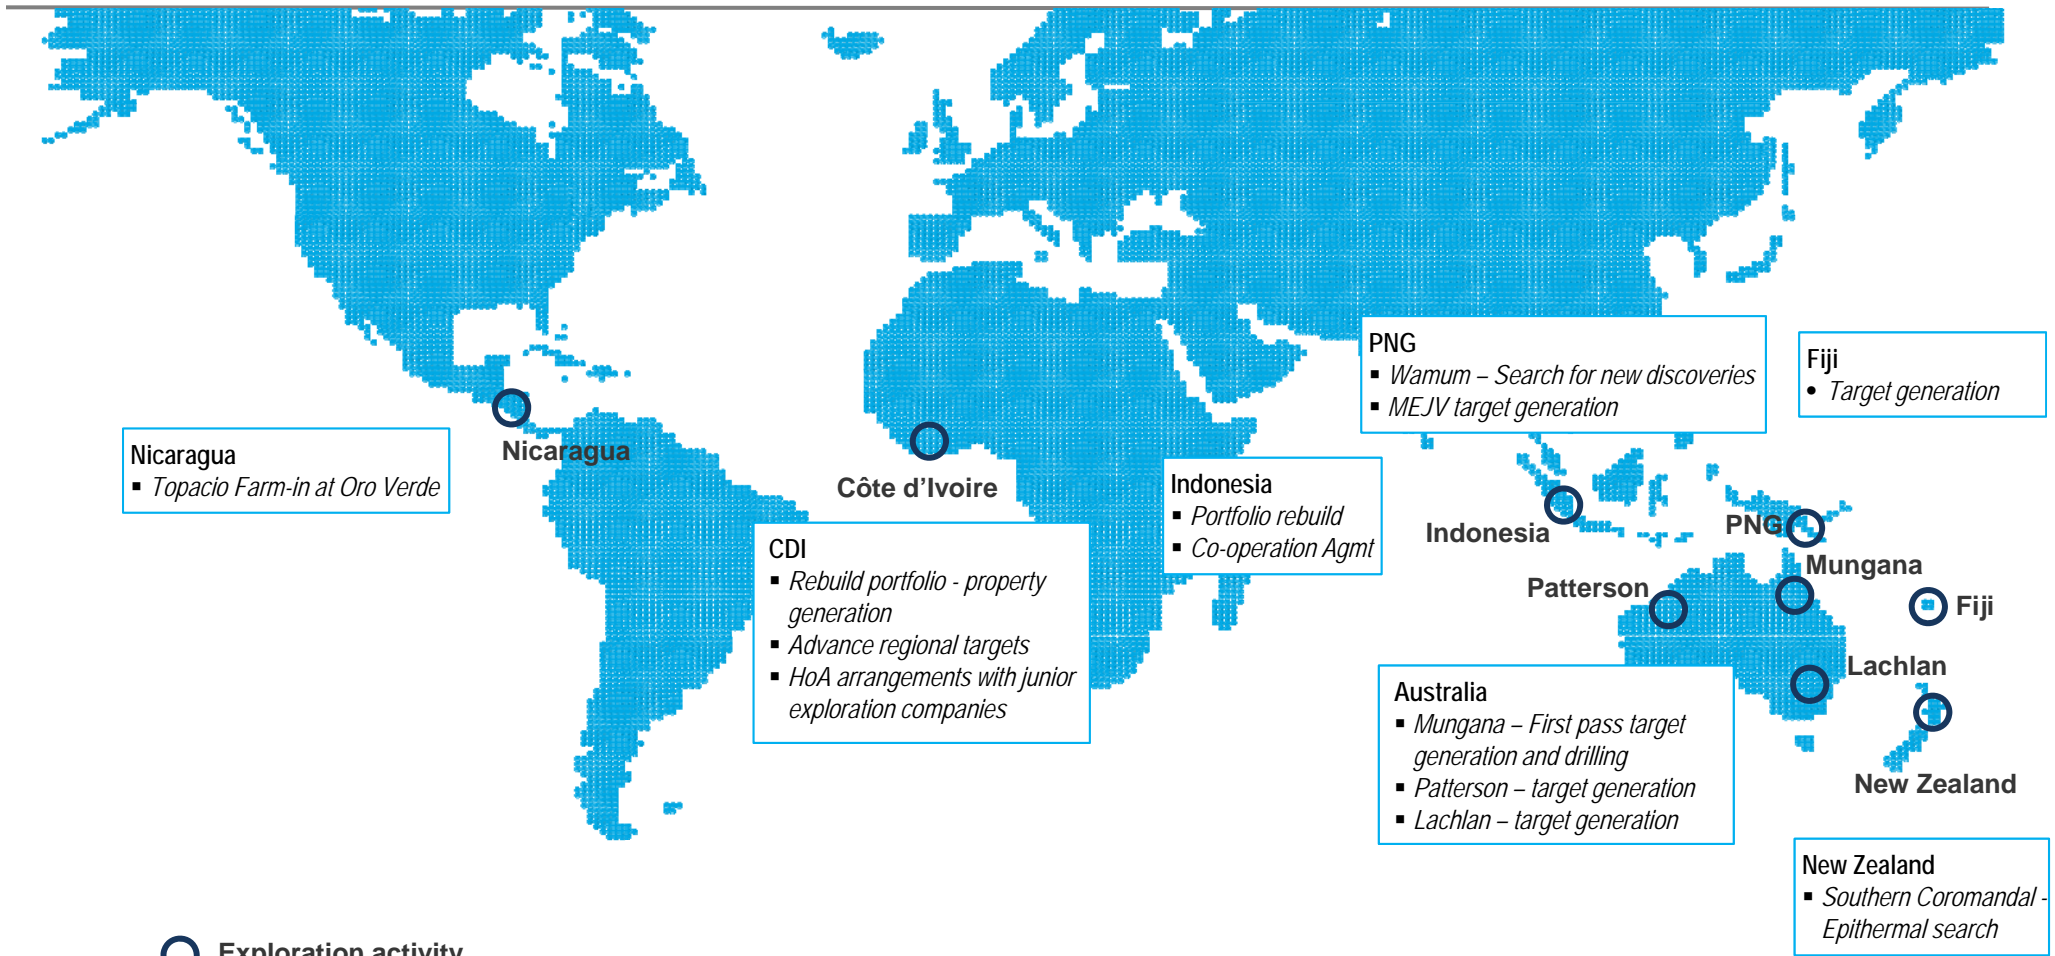 PNG
▪ Wamum – Search for new discoveries
▪ MEJV target generation
Fiji
• Target generation
Nicaragua
▪ Topacio Farm-in at Oro Verde
Nicaragua
Côte d’Ivoire
CDI
▪ Rebuild portfolio - property
generation
▪ Advance regional targets
▪ HoA arrangements with junior
exploration companies
Indonesia
▪ Portfolio rebuild
▪ Co-operation Agmt
Indonesia
PNG
Mungana
Patterson
Fiji
Lachlan
New Zealand
Australia
▪ Mungana – First pass target
generation and drilling
▪ Patterson – target generation
▪ Lachlan – target generation
New Zealand
▪ Southern Coromandal -
Epithermal search
Exploration activity